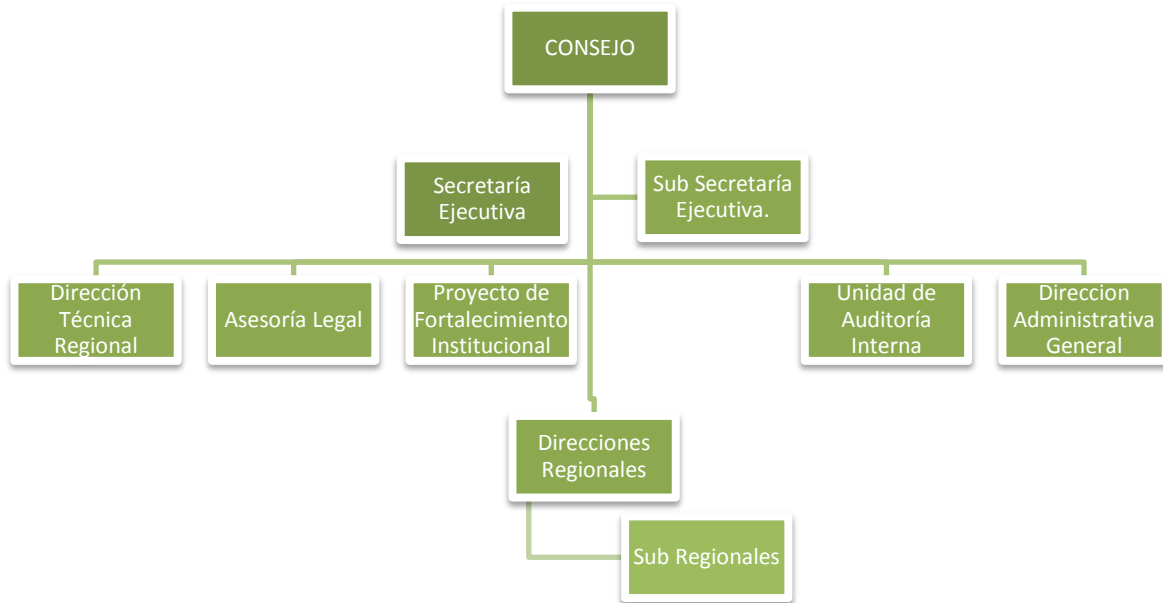 CONSEJO
Secretaría
Ejecutiva
Sub Secretaría
Ejecutiva.
Dirección
Técnica
Regional
Asesoría Legal
Proyecto de
Fortalecimiento
Institucional
Unidad de
Auditoría
Interna
Direccion
Administrativa
General
Direcciones
Regionales
Sub Regionales